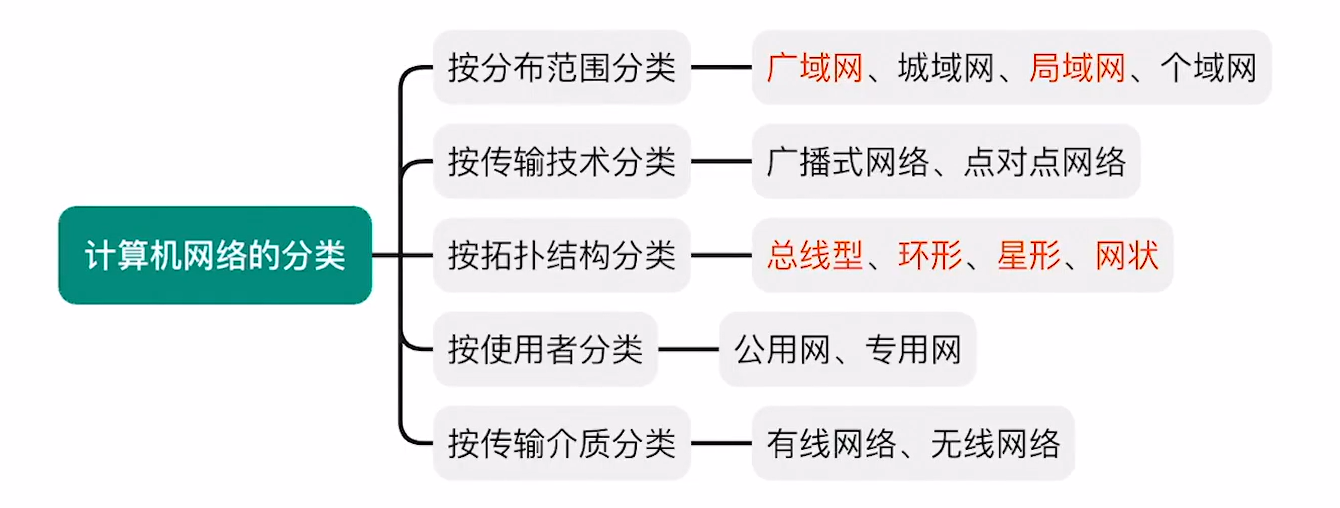 按分布范围分类 广域网、城域网、局域网、个域网
按传输技术分类 广播式网络、点对点网络
计算机网络的分类 按拓扑结构分类 总线型、环形、星形、网状
按使用者分类 公用网、专用网
按传输介质分类 有线网络、无线网络